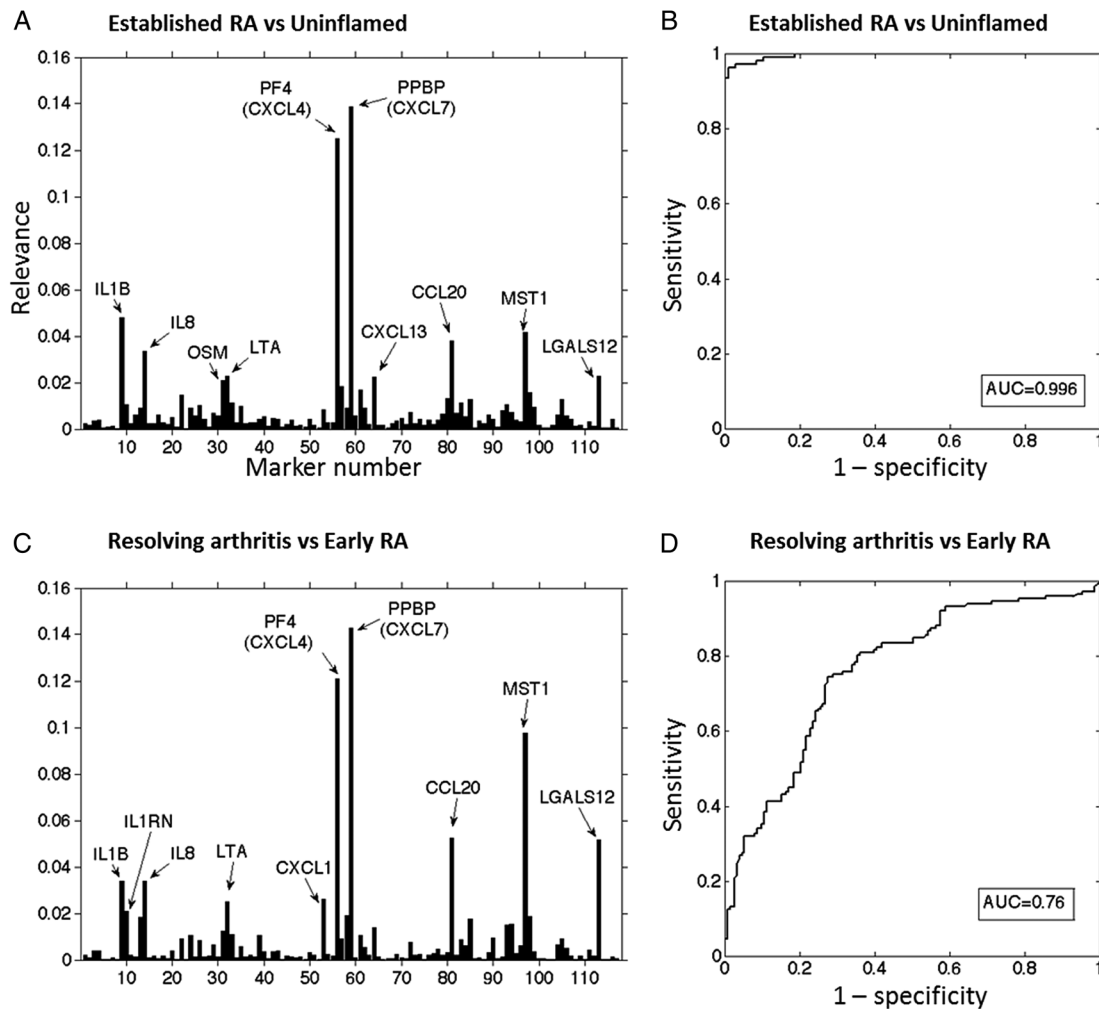 A Established RA vs Uninflamed
0.16
0.14
0.12
0.1
0.08
0.06
0.04
0.02
0
Relevance
PF4
(CXCL4)
PPBP
(CXCL7)
IL1B
IL8
OSM
LTA
CXCL13
CCL20
MST1
LGALS12
10 20 30 40 50 60 70 80 90 100 110
Marker number
B Established RA vs Uninflamed
1
0.8
0.6
0.4
0.2
0
Sensitivity
AUC=0.996
0 0.2 0.4 0.6 0.8 1
1 – specificity
C Resolving arthritis vs Early RA
0.16
0.14
0.12
0.1
0.08
0.06
0.04
0.02
0
PF4
(CXCL4)
PPBP
(CXCL7)
MST1
CCL20
LGALS12
IL1RN
IL1B
IL8
LTA
CXCL1
10 20 30 40 50 60 70 80 90 100 110
D Resolving arthritis vs Early RA
1
0.8
0.6
0.4
0.2
0
Sensitivity
AUC=0.76
0 0.2 0.4 0.6 0.8 1
1 – specificity